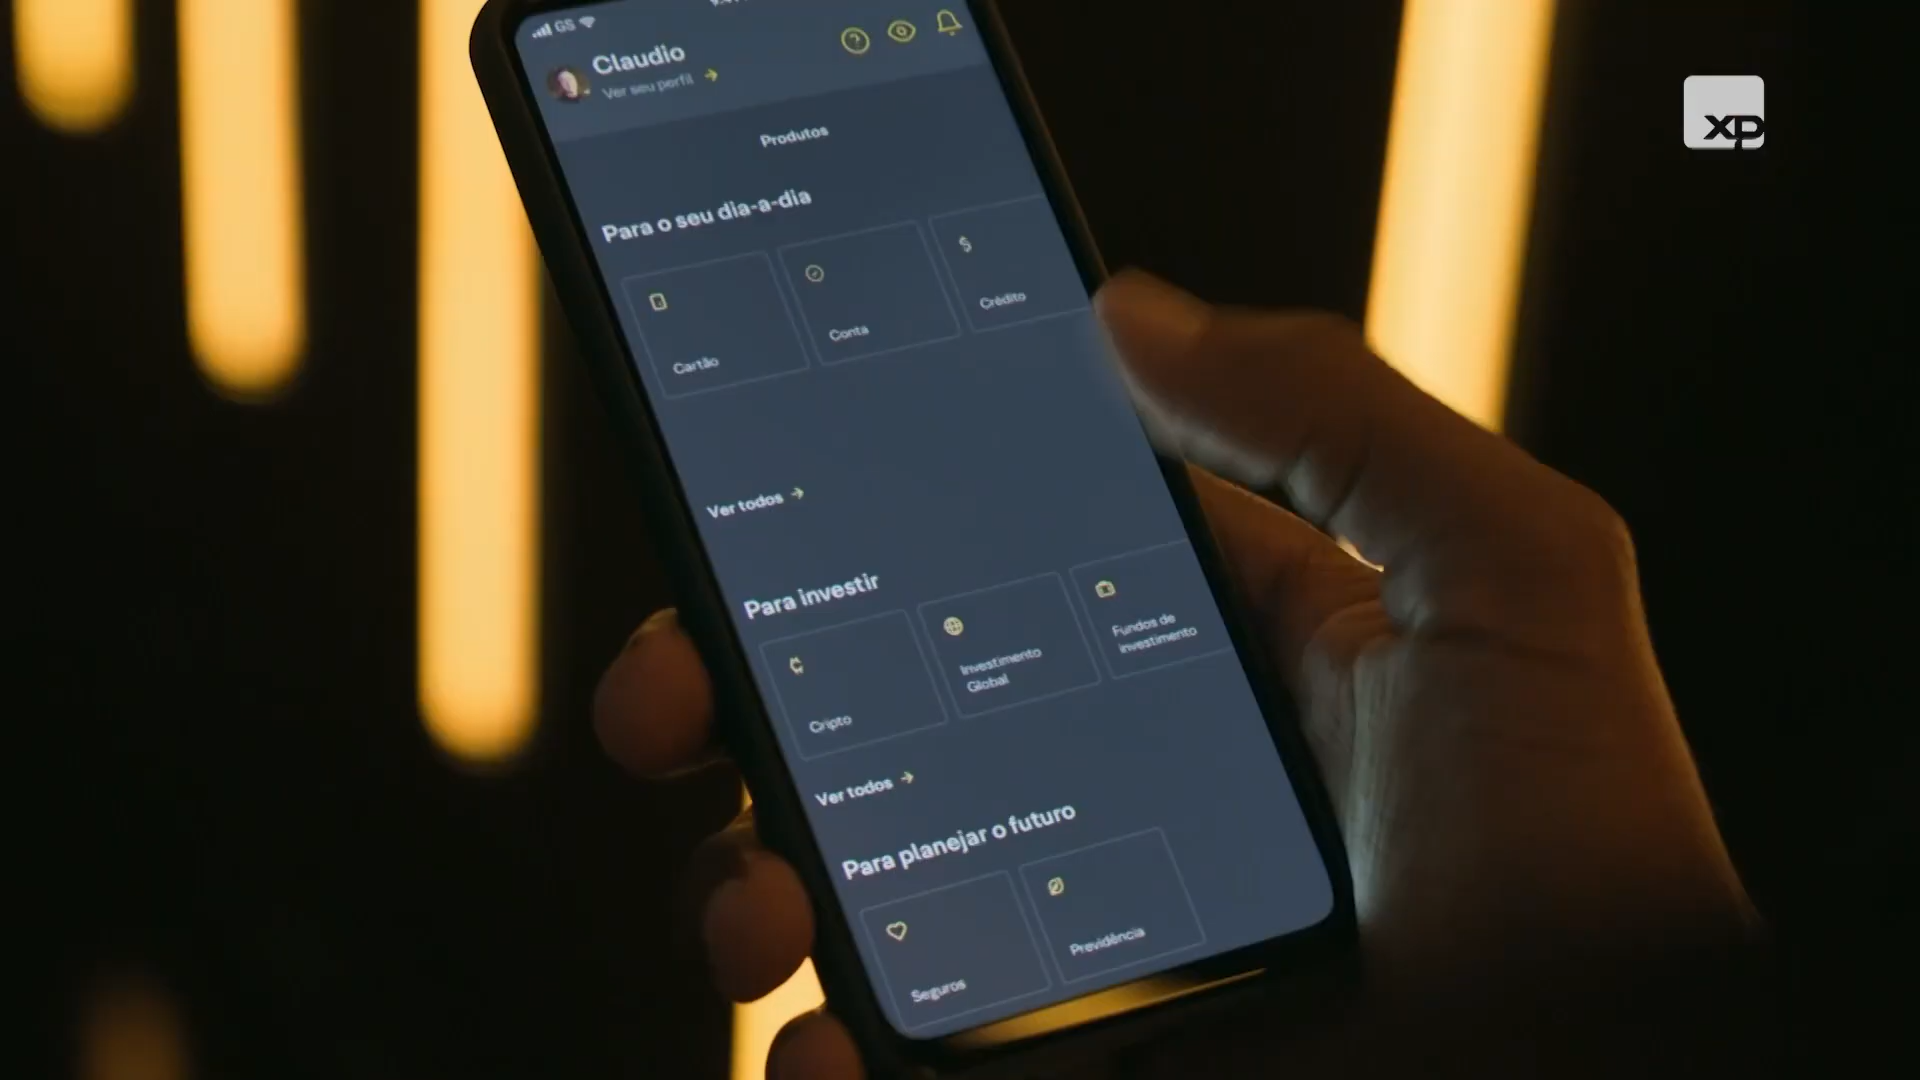 GS
Claudio
Ver seu perfil
Produtos
Para o seu dia-a-dia
Cartão
Conta
Crédito
Ver todos
Para investir
Cripto
Investimento
Global
Fundos de
investimento
Ver todos
Para planejar o futuro
Seguros
Previdência
xp